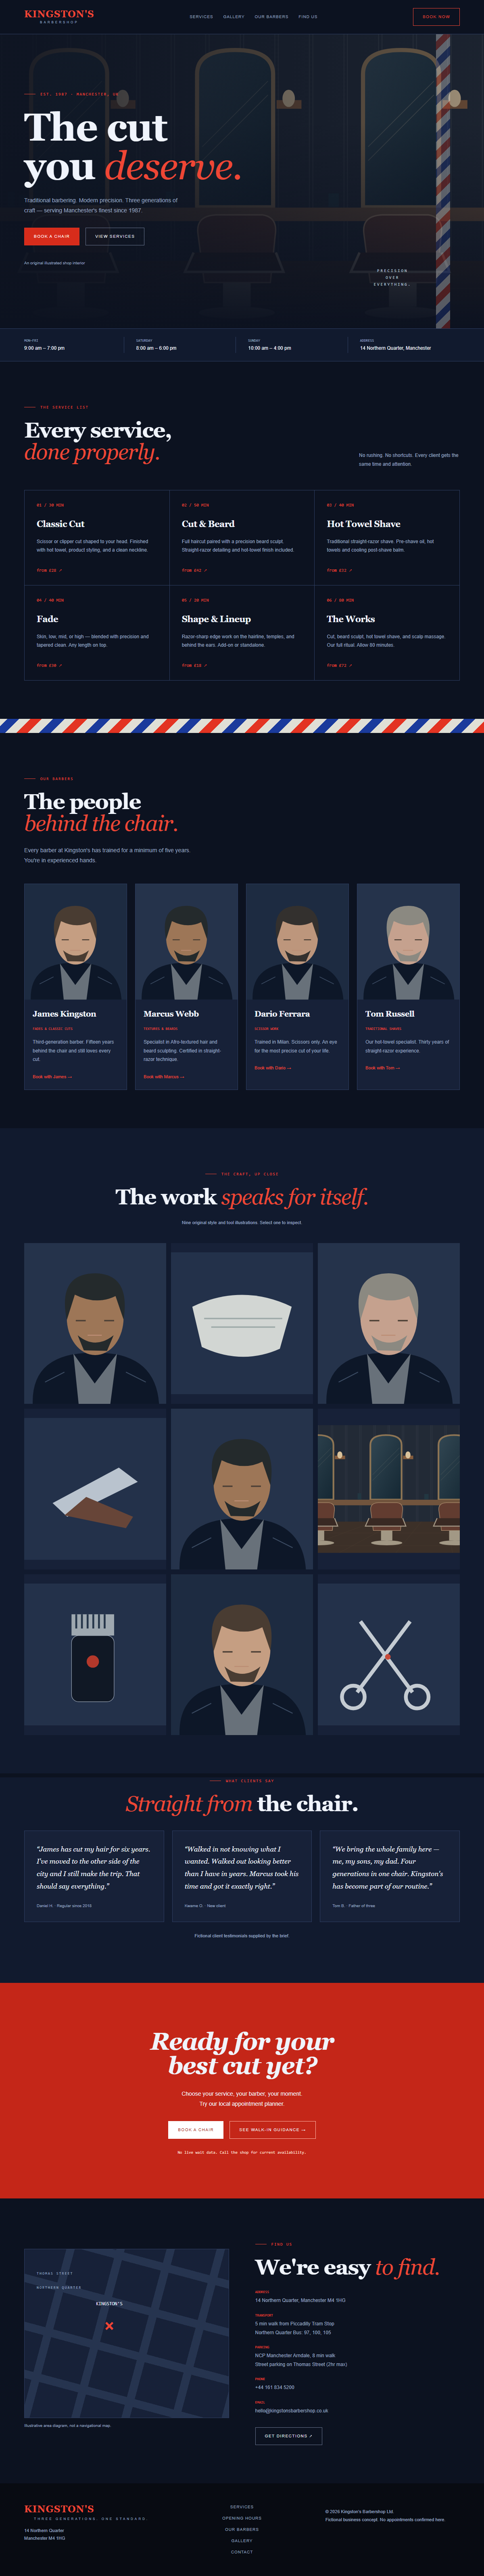 KINGSTON'S
BARBERSHOP
SERVICES
GALLERY
OUR BARBERS
FIND US
BOOK NOW
EST. 1987 · MANCHESTER, UK
The cut
you deserve.
Traditional barbering. Modern precision. Three generations of
craft — serving Manchester's finest since 1987.
BOOK A CHAIR
VIEW SERVICES
An original illustrated shop interior
PRECISION
OVER
EVERYTHING.
MON–FRI
9:00 am – 7:00 pm
SATURDAY
8:00 am – 6:00 pm
SUNDAY
10:00 am – 4:00 pm
ADDRESS
14 Northern Quarter, Manchester
THE SERVICE LIST
Every service,
done properly.
No rushing. No shortcuts. Every client gets the
same time and attention.
01 / 30 MIN
Classic Cut
Scissor or clipper cut shaped to your head. Finished
with hot towel, product styling, and a clean neckline.
02 / 50 MIN
Cut & Beard
Full haircut paired with a precision beard sculpt.
Straight-razor detailing and hot-towel finish included.
03 / 40 MIN
Hot Towel Shave
Traditional straight-razor shave. Pre-shave oil, hot
towels and cooling post-shave balm.
Fade
Skin, low, mid, or high — blended with precision and
tapered clean. Any length on top.
Shape & Lineup
Razor-sharp edge work on the hairline, temples, and
behind the ears. Add-on or standalone.
The Works
Cut, beard sculpt, hot towel shave, and scalp massage.
Our full ritual. Allow 80 minutes.
OUR BARBERS
The people
behind the chair.
Every barber at Kingston's has trained for a minimum of five years.
You're in experienced hands.
James Kingston
FADES & CLASSIC CUTS
Third-generation barber. Fifteen years
behind the chair and still loves every
cut.
Book with James →
Marcus Webb
TEXTURES & BEARDS
Specialist in Afro-textured hair and
beard sculpting. Certified in straight-
razor technique.
Book with Marcus →
Dario Ferrara
SCISSOR WORK
Trained in Milan. Scissors only. An eye
for the most precise cut of your life.
Book with Dario →
Tom Russell
TRADITIONAL SHAVES
Our hot-towel specialist. Thirty years of
straight-razor experience.
Book with Tom →
THE CRAFT, UP CLOSE
The work speaks for itself.
Nine original style and tool illustrations. Select one to inspect.
WHAT CLIENTS SAY
Straight from the chair.
"James has cut my hair for six years.
I've moved to the other side of the
city and I still make the trip. That
should say everything."
Daniel H. · Regular since 2018
"Walked in not knowing what I
wanted. Walked out looking better
than I have in years. Marcus took his
time and got it exactly right."
· New client
"We bring the whole family here —
me, my sons, my dad. Four
generations in one chair. Kingston's
has become part of our routine."
Tom B. · Father of three
Fictional client testimonials supplied by the brief.
Ready for your
best cut yet?
Choose your service, your barber, your moment.
Try our local appointment planner.
BOOK A CHAIR
SEE WALK-IN GUIDANCE →
No live wait data. Call the shop for current availability.
THOMAS STREET
NORTHERN QUARTER
KINGSTON'S
Illustrative area diagram, not a navigational map.
FIND US
We're easy to find.
ADDRESS
14 Northern Quarter, Manchester M4 1HG
TRANSPORT
5 min walk from Piccadilly Tram Stop
Northern Quarter Bus: 97, 100, 105
PARKING
NCP Manchester Arndale, 8 min walk
Street parking on Thomas Street (2hr max)
PHONE
+44 161 834 5200
EMAIL
hello@kingstonsbarbershop.co.uk
GET DIRECTIONS ↗
KINGSTON'S
THREE GENERATIONS. ONE STANDARD.
14 Northern Quarter
Manchester M4 1HG
SERVICES
OPENING HOURS
OUR BARBERS
GALLERY
CONTACT
Kingston's Barbershop Ltd.
Fictional business concept. No appointments confirmed here.